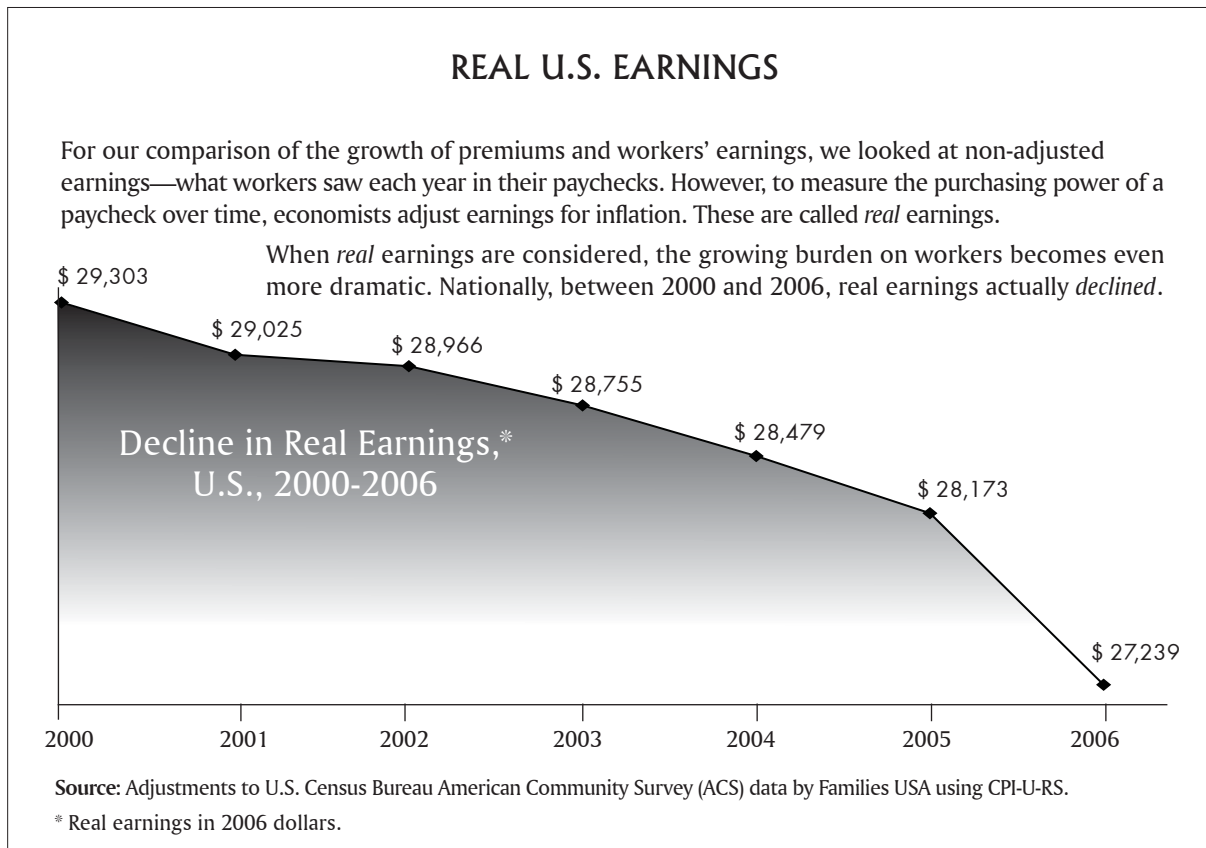 REAL U.S. EARNINGS
For our comparison of the growth of premiums and workers’ earnings, we looked at non-adjusted
earnings—what workers saw each year in their paychecks. However, to measure the purchasing power of a
paycheck over time, economists adjust earnings for inflation. These are called real earnings.
When real earnings are considered, the growing burden on workers becomes even
more dramatic. Nationally, between 2000 and 2006, real earnings actually declined.
$ 29,303
$ 29,025
$ 28,966
$ 28,755
$ 28,479
$ 28,173
$ 27,239
Decline in Real Earnings,*
U.S., 2000-2006
2000 2001 2002 2003 2004 2005 2006
Source: Adjustments to U.S. Census Bureau American Community Survey (ACS) data by Families USA using CPI-U-RS.
* Real earnings in 2006 dollars.